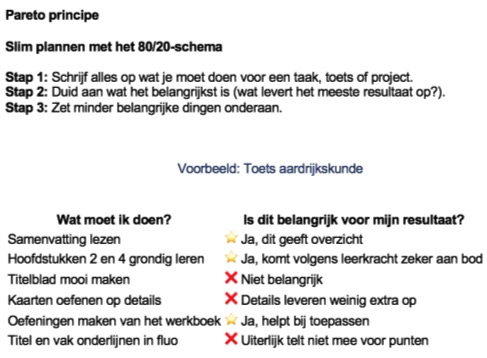 Pareto principe
Slim plannen met het 80/20-schema
Stap 1: Schrijf alles op wat je moet doen voor een taak, toets of project.
Stap 2: Duid aan wat het belangrijkst is (wat levert het meeste resultaat op?).
Stap 3: Zet minder belangrijke dingen onderaan.
Voorbeeld: Toets aardrijkskunde
Wat moet ik doen? Is dit belangrijk voor mijn resultaat?
Samenvatting lezen ⭐ Ja, dit geeft overzicht
Hoofdstukken 2 en 4 grondig leren ⭐ Ja, komt volgens leerkracht zeker aan bod
Titelblad mooi maken ❌ Niet belangrijk
Kaarten oefenen op details ❌ Details leveren weinig extra op
Oefeningen maken van het werkboek ⭐ Ja, helpt bij toepassen
Titel en vak onderlijnen in fluo ❌ Uiterlijk telt niet mee voor punten